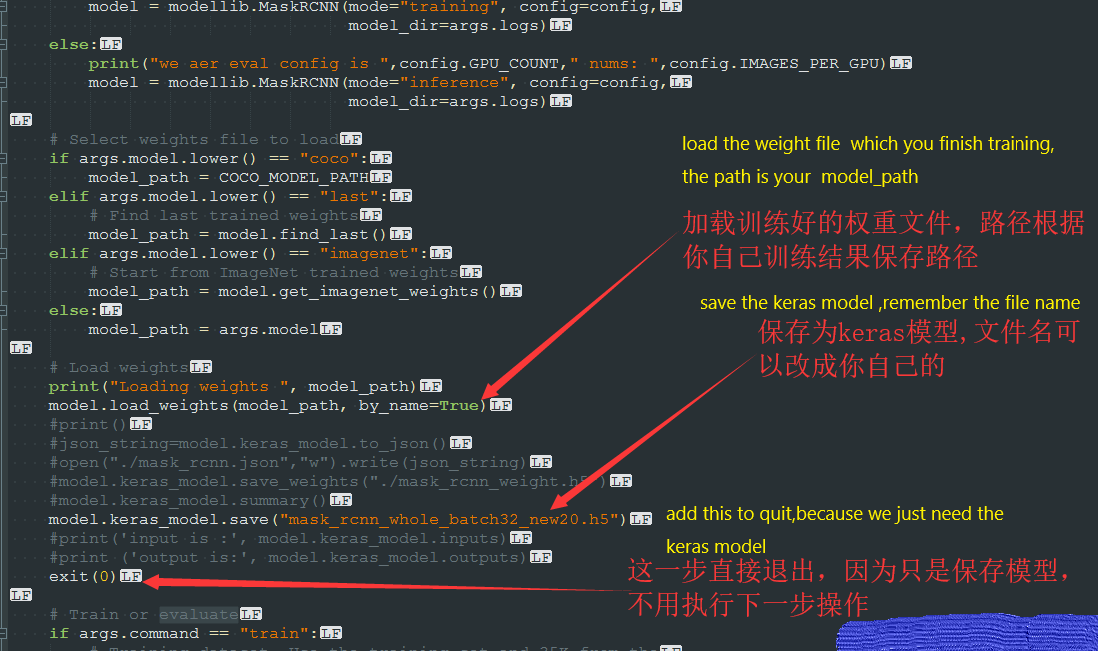 model = modellib.MaskRCNN(mode="training", config=config,LF
model_dir=args.logs)LF
else:LF
print("we aer eval config is ",config.GPU_COUNT," nums: ",config.IMAGES_PER_GPU)LF
model = modellib.MaskRCNN(mode="inference", config=config,LF
model_dir=args.logs)LF
LF
# Select weights file to loadLF
if args.model.lower() == "coco":LF
model_path = COCO_MODEL_PATHLF
elif args.model.lower() == "last":LF
# Find last trained weightsLF
model_path = model.find_last()LF
elif args.model.lower() == "imagenet":LF
# Start from ImageNet trained weightsLF
model_path = model.get_imagenet_weights()LF
else:LF
model_path = args.modelLF
LF
# Load weightsLF
print("Loading weights ", model_path)LF
model.load_weights(model_path, by_name=True)LF
#print()LF
#json_string=model.keras_model.to_json()LF
#open("./mask_rcnn.json","w").write(json_string)LF
#model.keras_model.save_weights("./mask_rcnn_weight.h5")LF
#model.keras_model.summary()LF
model.keras_model.save("mask_rcnn_whole_batch32_new20.h5")LF
#print('input is :', model.keras_model.inputs)LF
#print ('output is:', model.keras_model.outputs)LF
exit(0)LF
LF
# Train or evaluateLF
if args.command == "train":LF
load the weight file which you finish training,
the path is your model_path
加载训练好的权重文件，路径根据
你自己训练结果保存路径
save the keras model ,remember the file name
保存为keras模型,文件名可
以改成你自己的
add this to quit,because we just need the
keras model
这一步直接退出，因为只是保存模型，
不用执行下一步操作